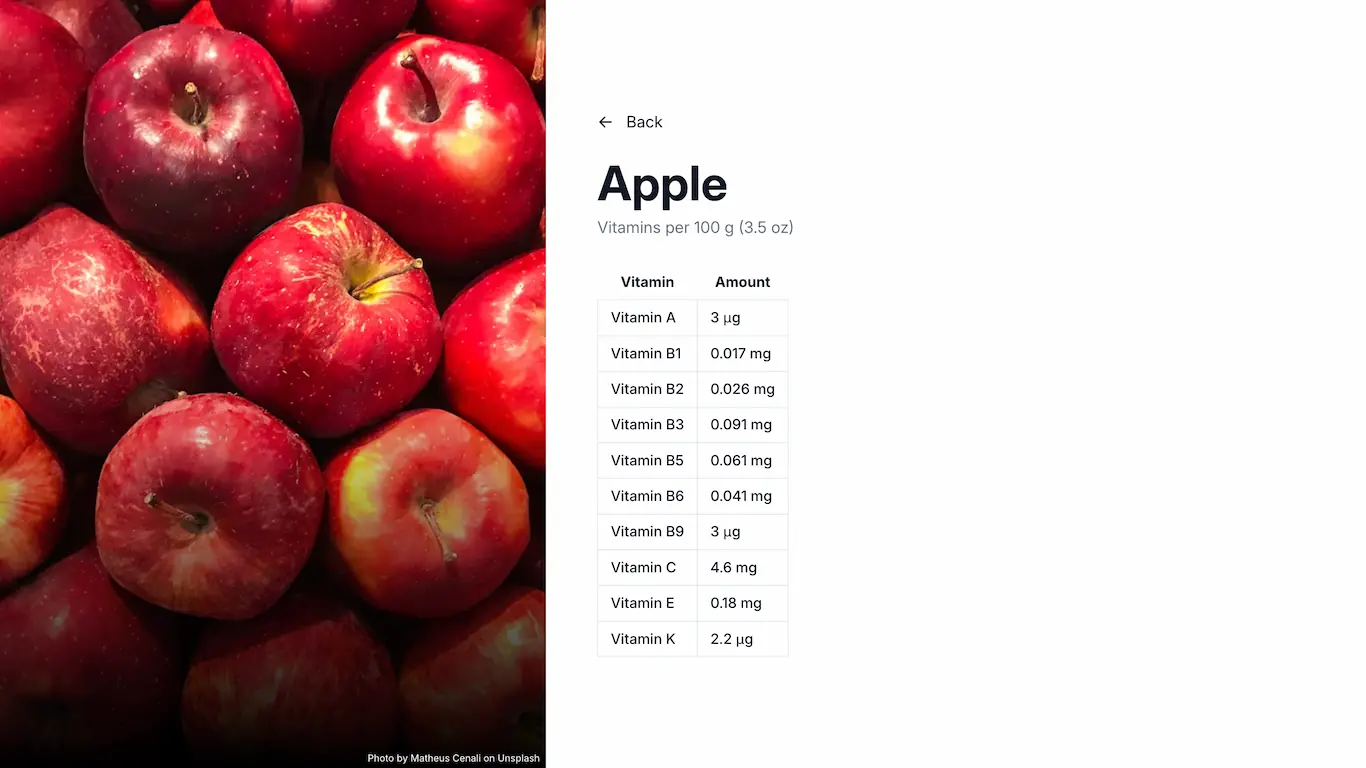 ← Back
Apple
Vitamins per 100 g (3.5 oz)
Vitamin Amount
Vitamin A 3 μg
Vitamin B1 0.017 mg
Vitamin B2 0.026 mg
Vitamin B3 0.091 mg
Vitamin B5 0.061 mg
Vitamin B6 0.041 mg
Vitamin B9 3 μg
Vitamin C 4.6 mg
Vitamin E 0.18 mg
Vitamin K 2.2 μg
Photo by Matheus Cenali on Unsplash